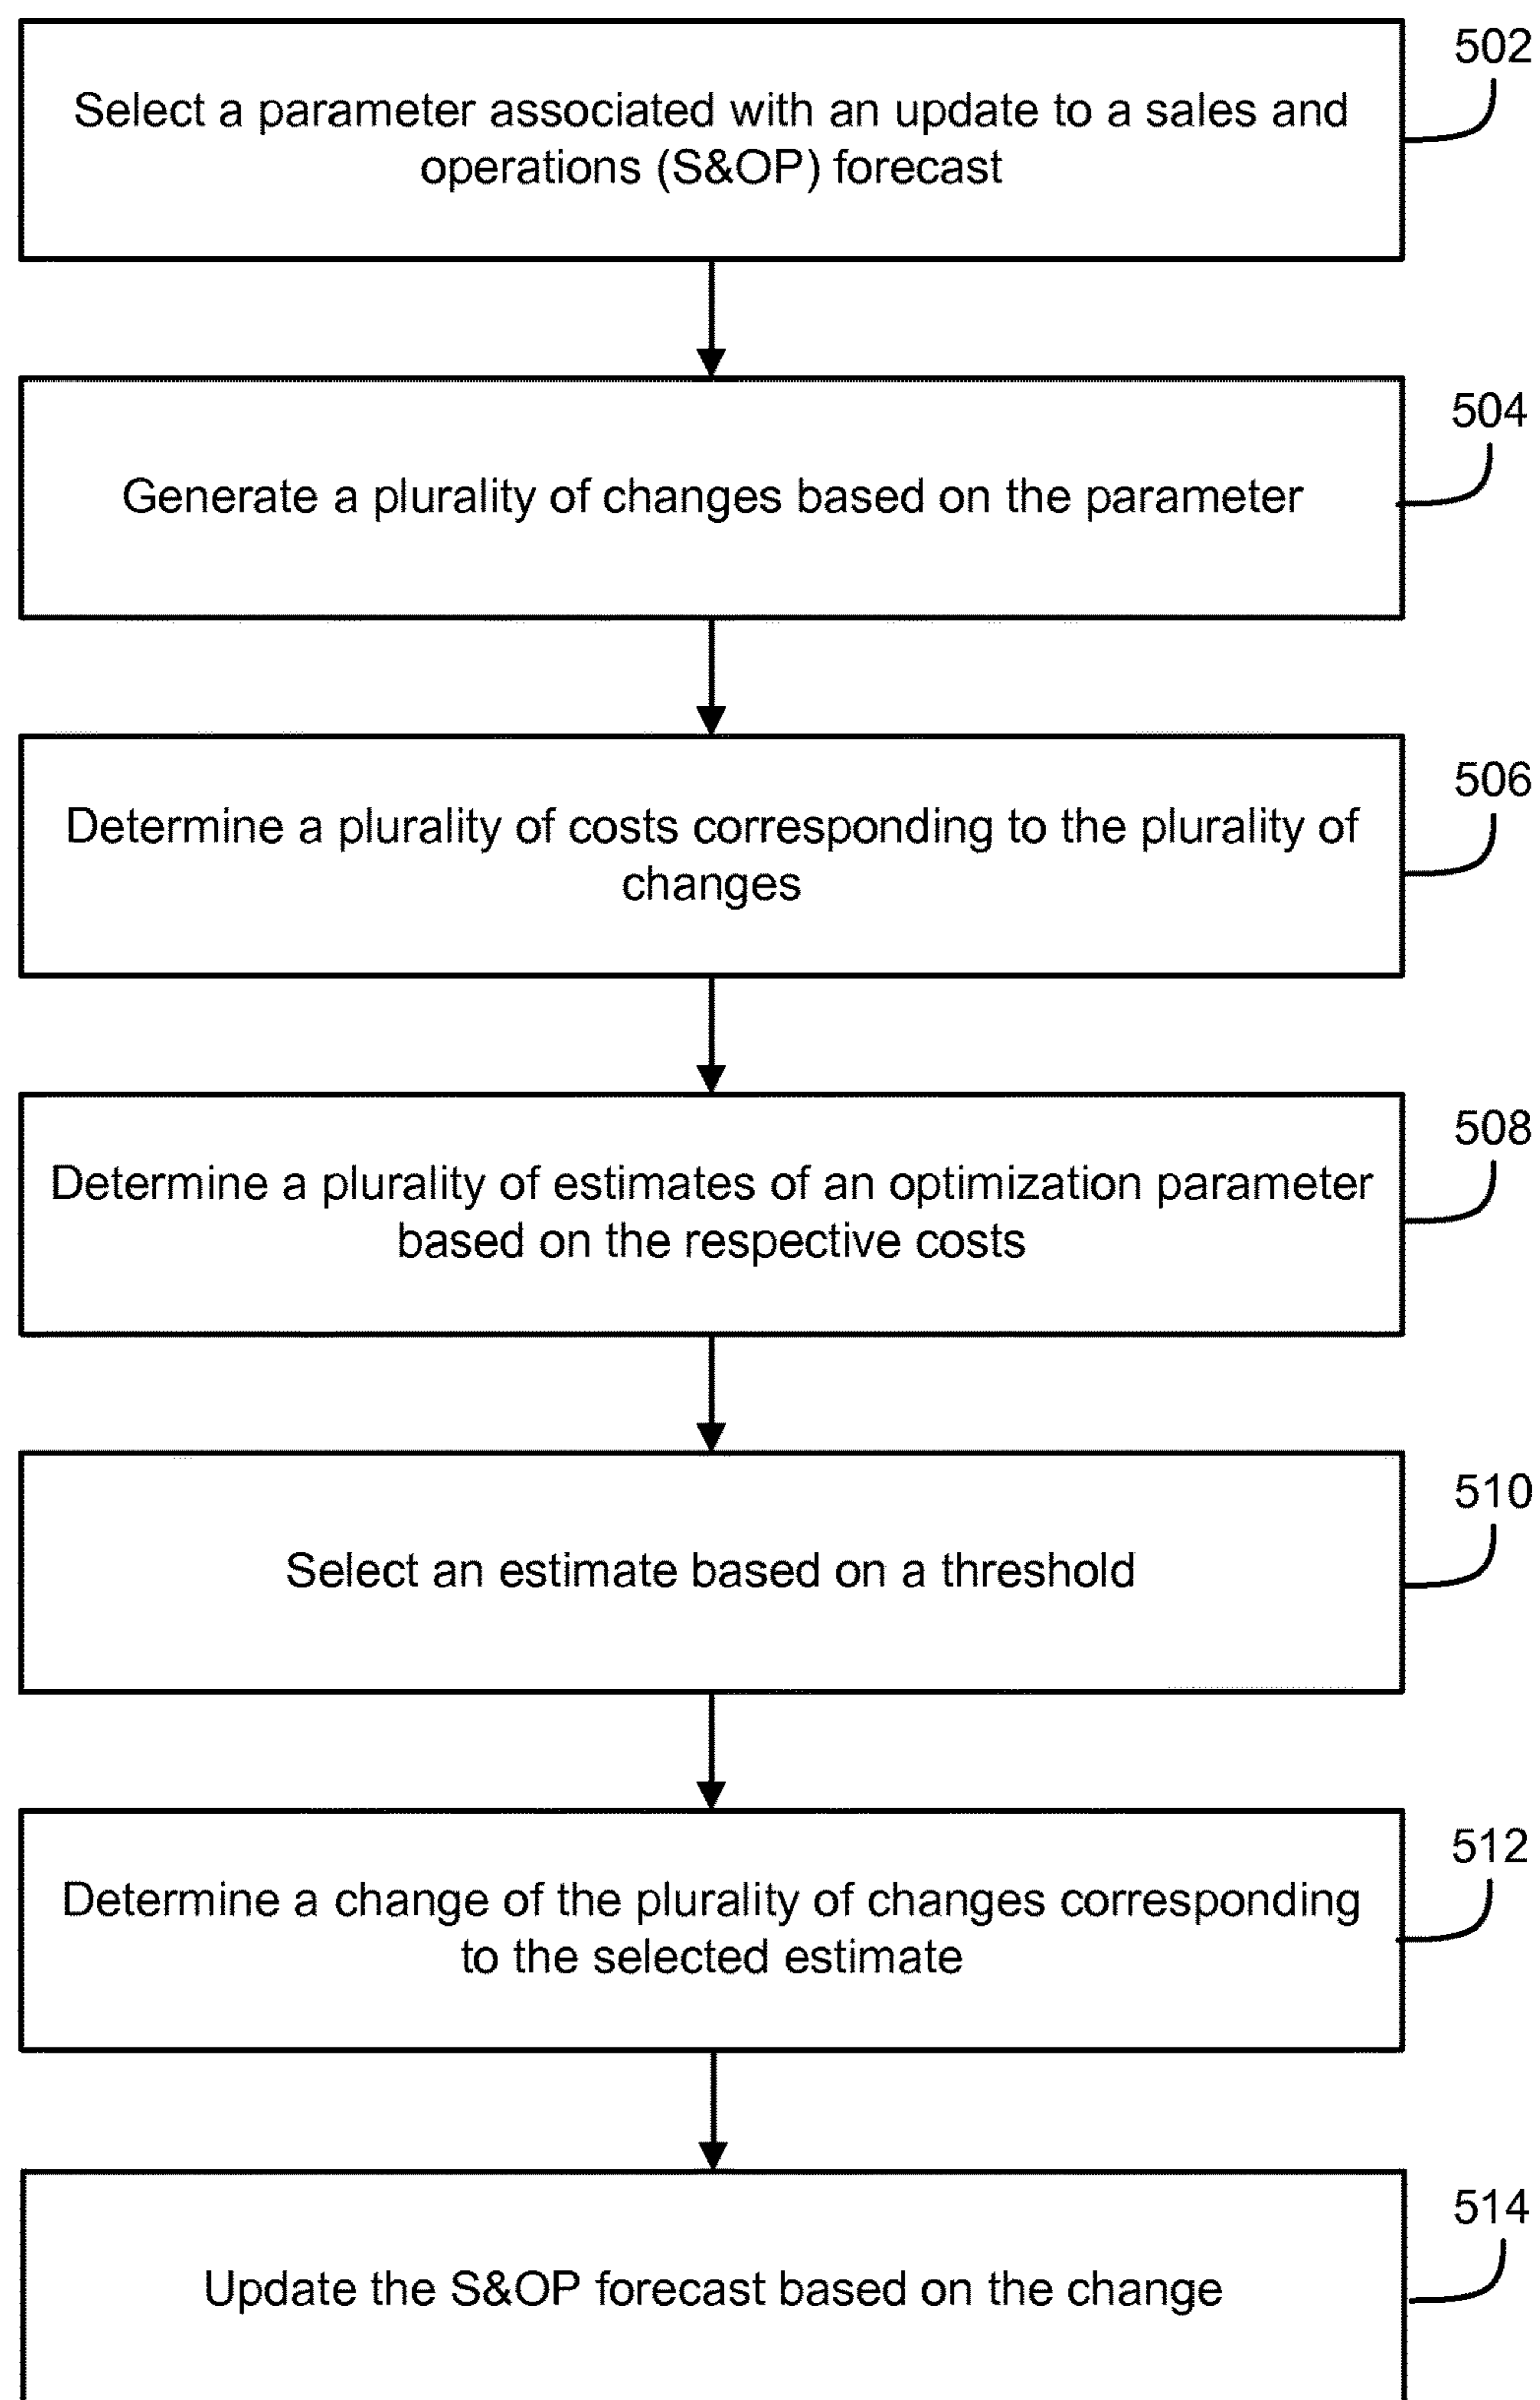 502
Select a parameter associated with an update to a sales and
operations (S&OP) forecast
504
Generate a plurality of changes based on the parameter
506
Determine a plurality of costs corresponding to the plurality of
changes
508
Determine a plurality of estimates of an optimization parameter
based on the respective costs
510
Select an estimate based on a threshold
512
Determine a change of the plurality of changes corresponding
to the selected estimate
514
Update the S&OP forecast based on the change